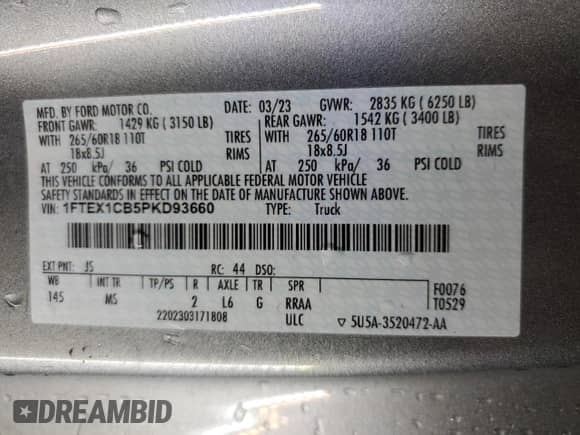 MFD. BY FORD MOTOR CO. DATE: 03/23 GVWR: 2835 KG ( 6250 LB)
FRONT GAWR: 1429 KG ( 3150 LB) REAR GAWR: 1542 KG ( 3400 LB)
WITH 265/60R18 110T TIRES WITH 265/60R18 110T TIRES
18x8.5J RIMS 18x8.5J RIMS
AT 250 kPa/ 36 PSI COLD AT 250 kPa/ 36 PSI COLD
THIS VEHICLE CONFORMS TO ALL APPLICABLE FEDERAL MOTOR VEHICLE
SAFETY STANDARDS IN EFFECT ON THE DATE OF MANUFACTURE SHOWN ABOVE.
VIN: 1FTEX1CB5PKD93660 TYPE: Truck
EXT PNT: JS RC: 44 DSO:
WB INT TR TP/PS R AXLE TR SPR F0076
145 MS 2 L6 G RRAA T0529
2202303171808 ULC ▽ 5U5A-3520472-AA
DREAMBID